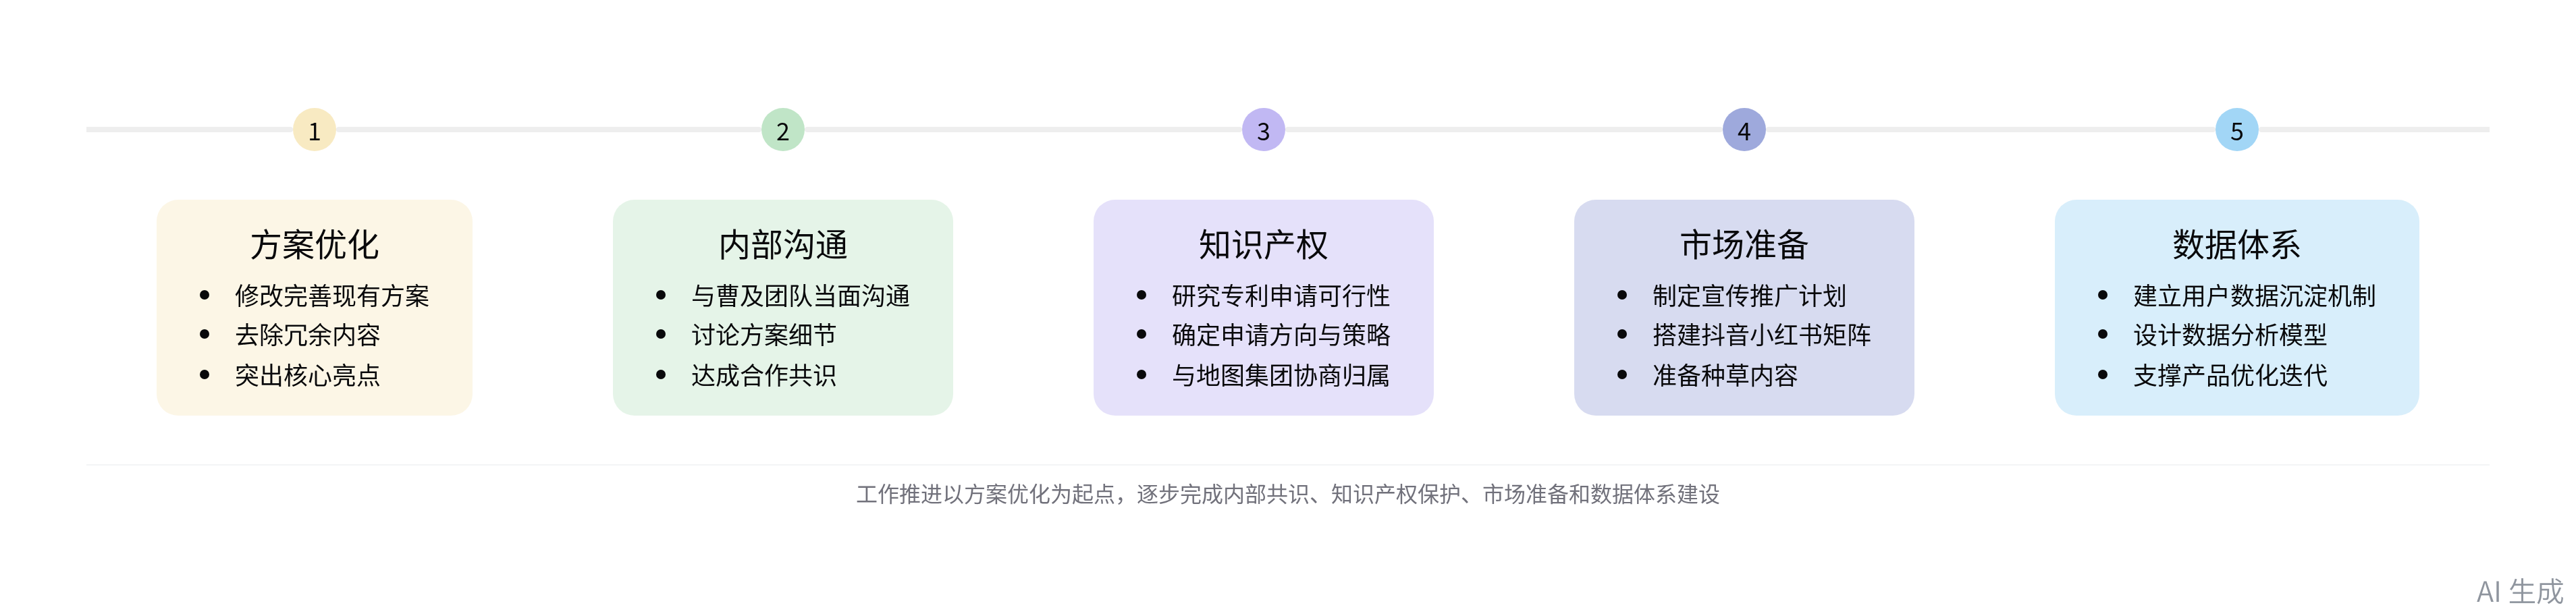 1
2
3
4
5
方案优化
• 修改完善现有方案
• 去除冗余内容
• 突出核心亮点
内部沟通
• 与曹及团队当面沟通
• 讨论方案细节
• 达成合作共识
知识产权
• 研究专利申请可行性
• 确定申请方向与策略
• 与地图集团协商归属
市场准备
• 制定宣传推广计划
• 搭建抖音小红书矩阵
• 准备种草内容
数据体系
• 建立用户数据沉淀机制
• 设计数据分析模型
• 支撑产品优化迭代
工作推进以方案优化为起点，逐步完成内部共识、知识产权保护、市场准备和数据体系建设
AI 生成